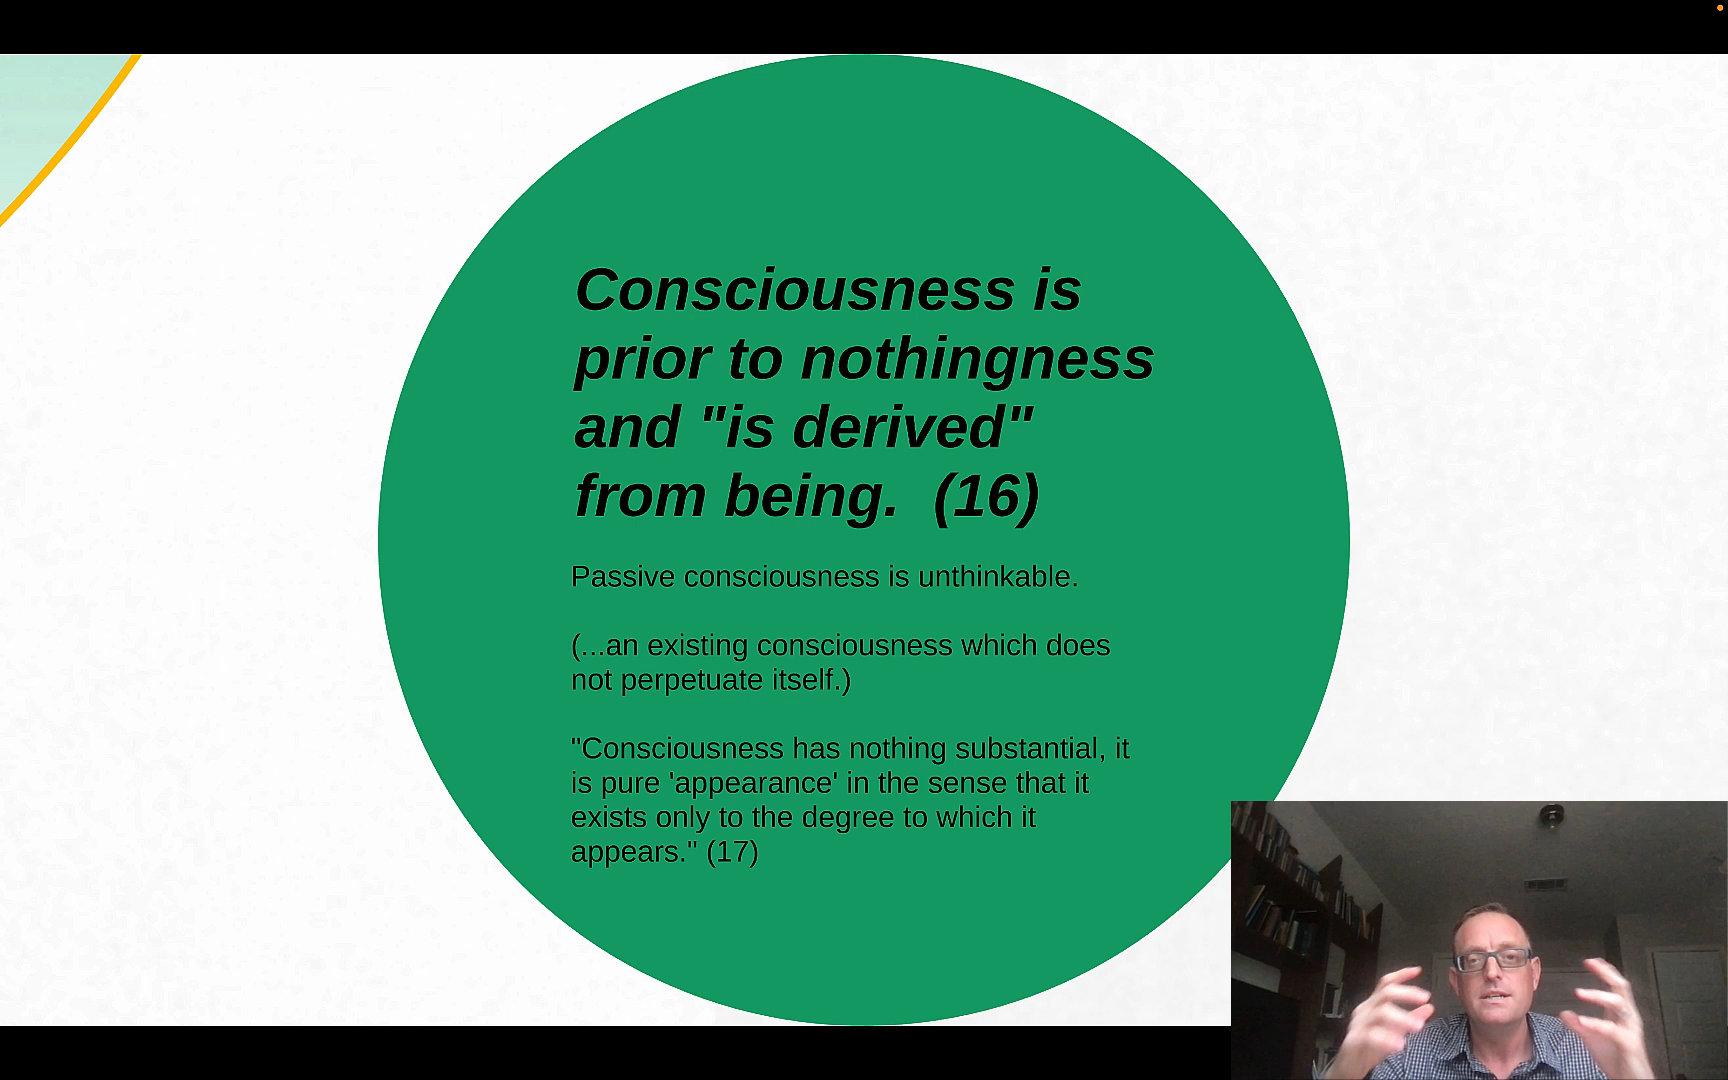 Consciousness is
prior to nothingness
and "is derived"
from being.  (16)
Passive consciousness is unthinkable.
(...an existing consciousness which does
not perpetuate itself.)
"Consciousness has nothing substantial, it
is pure 'appearance' in the sense that it
exists only to the degree to which it
appears." (17)